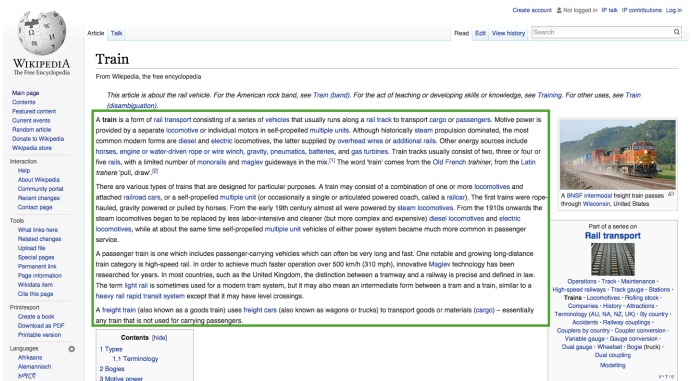 Create account Not logged in IP talk IP contributions Log in
Article Talk Read Edit View history Search
WIKIPEDIA
The Free Encyclopedia
Main page
Contents
Featured content
Current events
Random article
Donate to Wikipedia
Wikipedia store
Interaction
Help
About Wikipedia
Community portal
Recent changes
Contact page
Tools
What links here
Related changes
Upload file
Special pages
Permanent link
Page information
Wikidata item
Cite this page
Print/export
Create a book
Download as PDF
Printable version
Languages
Afrikaans
Alemannisch
አማርኛ
Train
From Wikipedia, the free encyclopedia
This article is about the rail vehicle. For the American rock band, see Train (band). For the act of teaching or developing skills or knowledge, see Training. For other uses, see Train
(disambiguation).
A train is a form of rail transport consisting of a series of vehicles that usually runs along a rail track to transport cargo or passengers. Motive power is
provided by a separate locomotive or individual motors in self-propelled multiple units. Although historically steam propulsion dominated, the most
common modern forms are diesel and electric locomotives, the latter supplied by overhead wires or additional rails. Other energy sources include
horses, engine or water-driven rope or wire winch, gravity, pneumatics, batteries, and gas turbines. Train tracks usually consist of two, three or four or
five rails, with a limited number of monorails and maglev guideways in the mix.[1] The word 'train' comes from the Old French trahiner, from the Latin
trahere 'pull, draw'.[2]
There are various types of trains that are designed for particular purposes. A train may consist of a combination of one or more locomotives and
attached railroad cars, or a self-propelled multiple unit (or occasionally a single or articulated powered coach, called a railcar). The first trains were rope-
hauled, gravity powered or pulled by horses. From the early 19th century almost all were powered by steam locomotives. From the 1910s onwards the
steam locomotives began to be replaced by less labor-intensive and cleaner (but more complex and expensive) diesel locomotives and electric
locomotives, while at about the same time self-propelled multiple unit vehicles of either power system became much more common in passenger
service.
A passenger train is one which includes passenger-carrying vehicles which can often be very long and fast. One notable and growing long-distance
train category is high-speed rail. In order to achieve much faster operation over 500 km/h (310 mph), innovative Maglev technology has been
researched for years. In most countries, such as the United Kingdom, the distinction between a tramway and a railway is precise and defined in law.
The term light rail is sometimes used for a modern tram system, but it may also mean an intermediate form between a tram and a train, similar to a
heavy rail rapid transit system except that it may have level crossings.
A freight train (also known as a goods train) uses freight cars (also known as wagons or trucks) to transport goods or materials (cargo) – essentially
any train that is not used for carrying passengers.
Contents [hide]
1 Types
1.1 Terminology
2 Bogies
3 Motive power
A BNSF intermodal freight train passes
through Wisconsin, United States
Part of a series on
Rail transport
Operations · Track · Maintenance ·
High-speed railways · Track gauge · Stations ·
Trains · Locomotives · Rolling stock ·
Companies · History · Attractions ·
Terminology (AU, NA, NZ, UK) · By country ·
Accidents · Railway couplings ·
Couplers by country · Coupler conversion ·
Variable gauge · Gauge conversion ·
Dual gauge · Wheelset · Bogie (truck) ·
Dual coupling
Modelling
V · T · E